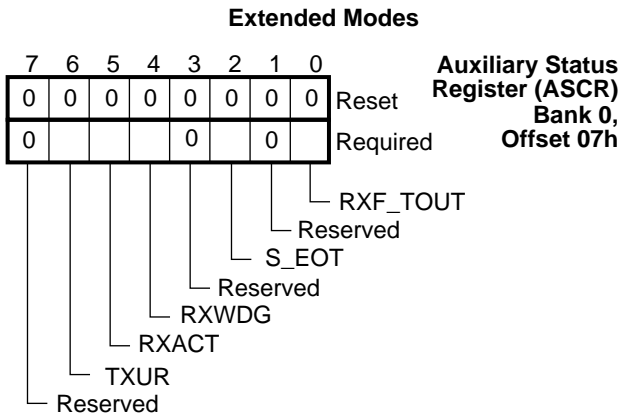 Extended Modes
7 6 5 4 3 2 1 0
Auxiliary Status
Register (ASCR)
Bank 0,
Offset 07h
0 0 0 0 0 0 0 0 Reset
0 0 0 Required
RXF_TOUT
Reserved
S_EOT
Reserved
RXWDG
RXACT
TXUR
Reserved